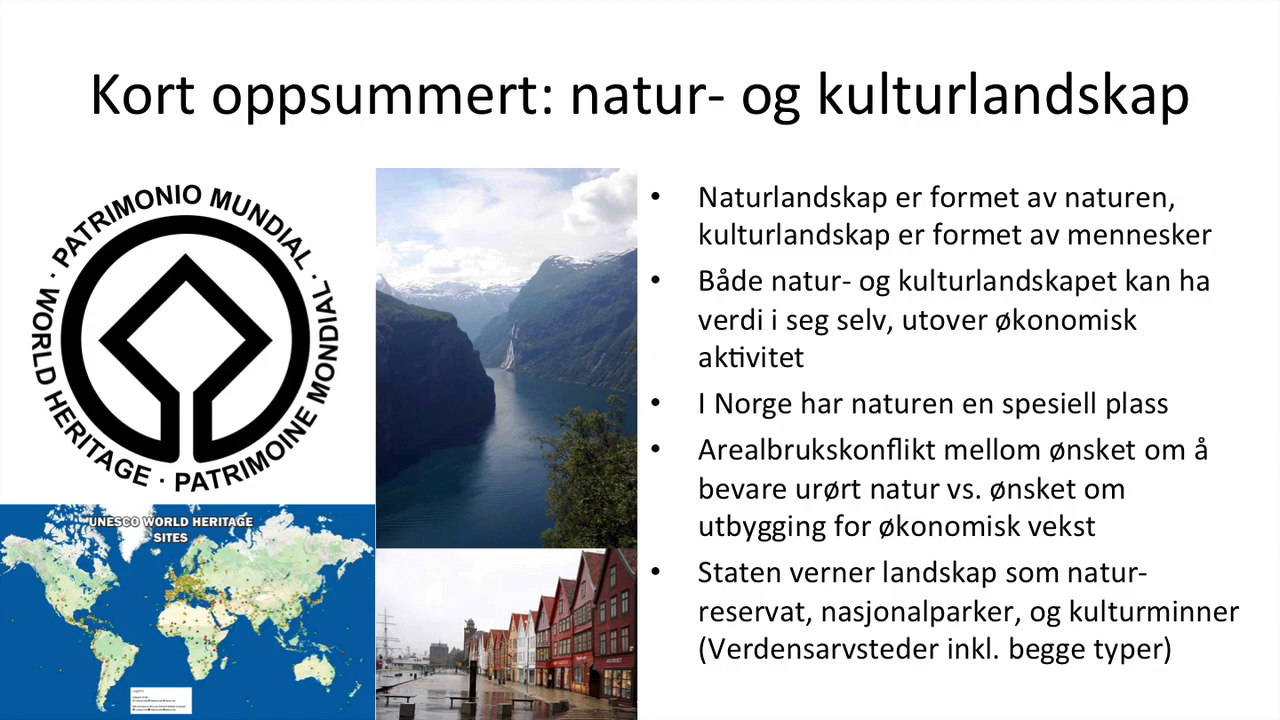 Kort oppsummert: natur- og kulturlandskap
WORLD HERITAGE · PATRIMONIO MUNDIAL · PATRIMOINE MONDIAL ·
UNESCO WORLD HERITAGE
SITES
• Naturlandskap er formet av naturen,
kulturlandskap er formet av mennesker
• Både natur- og kulturlandskapet kan ha
verdi i seg selv, utover økonomisk
aktivitet
• I Norge har naturen en spesiell plass
• Arealbrukskonflikt mellom ønsket om å
bevare urørt natur vs. ønsket om
utbygging for økonomisk vekst
• Staten verner landskap som natur-
reservat, nasjonalparker, og kulturminner
(Verdensarvsteder inkl. begge typer)